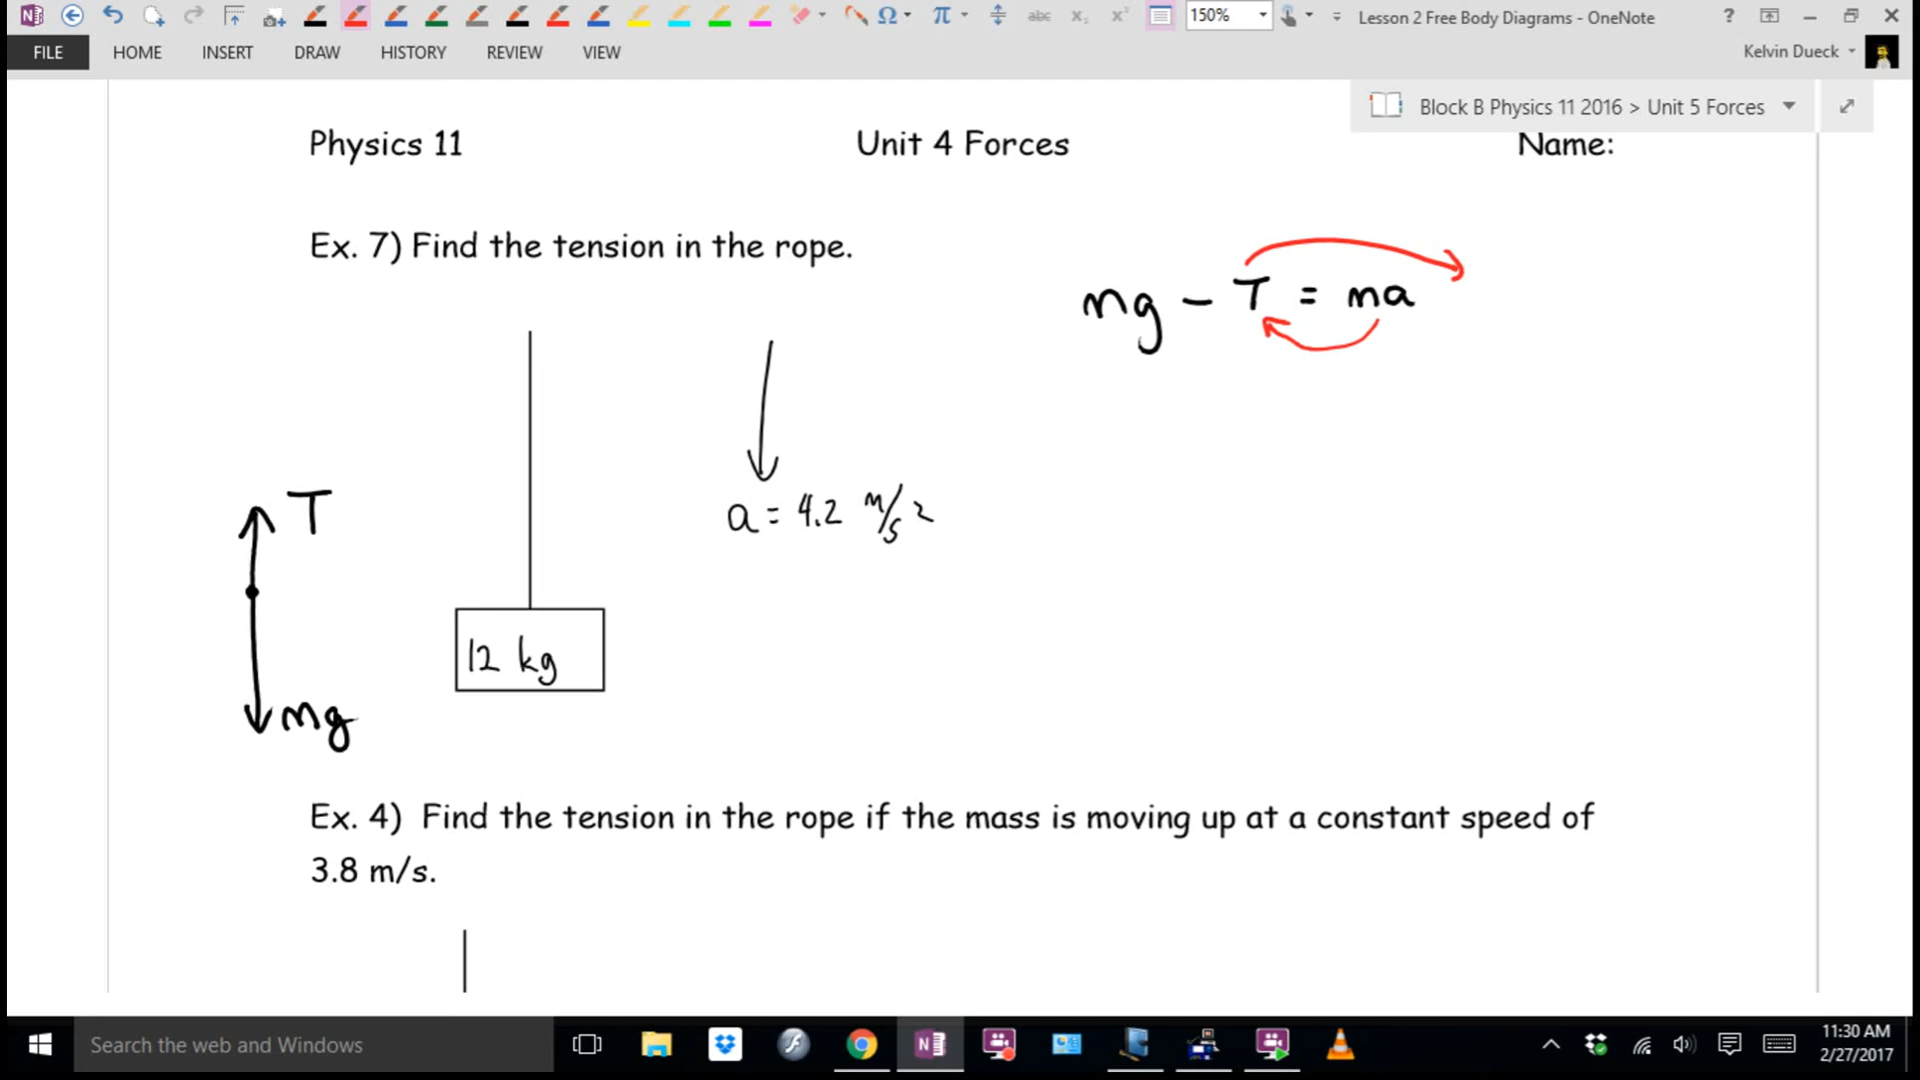 150%
Lesson 2 Free Body Diagrams - OneNote
FILE HOME INSERT DRAW HISTORY REVIEW VIEW
Kelvin Dueck
Block B Physics 11 2016 > Unit 5 Forces
Physics 11 Unit 4 Forces Name:
Ex. 7) Find the tension in the rope.
mg - T = ma
a = 4.2 m/s²
T
12 kg
mg
Ex. 4) Find the tension in the rope if the mass is moving up at a constant speed of
3.8 m/s.
Search the web and Windows
11:30 AM
2/27/2017